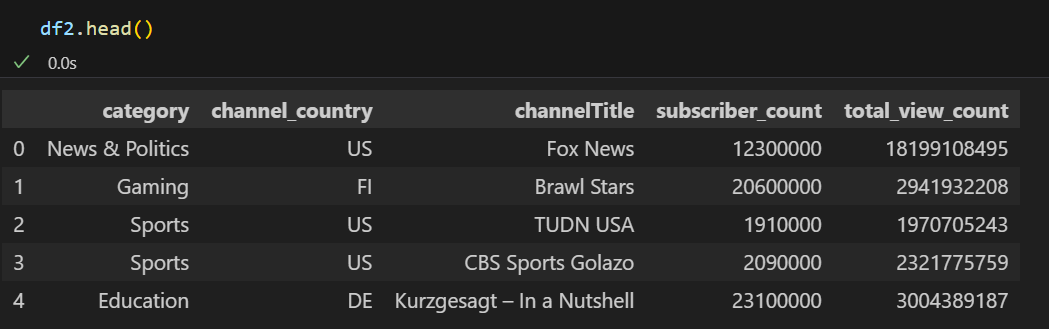 df2.head()
0.0s
category channel_country channelTitle subscriber_count total_view_count
0 News & Politics US Fox News 12300000 18199108495
1 Gaming FI Brawl Stars 20600000 2941932208
2 Sports US TUDN USA 1910000 1970705243
3 Sports US CBS Sports Golazo 2090000 2321775759
4 Education DE Kurzgesagt – In a Nutshell 23100000 3004389187